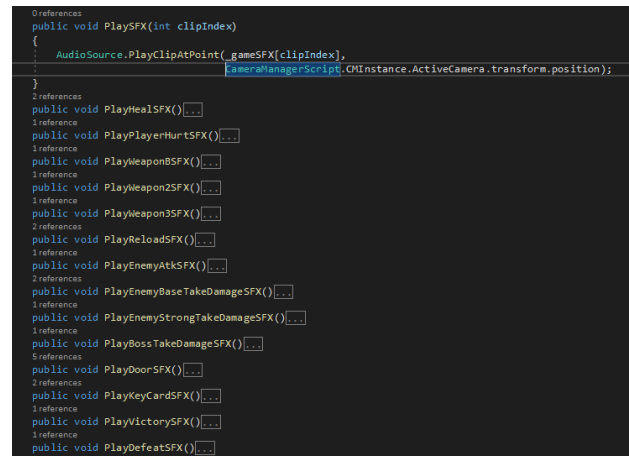 0 references
public void PlaySFX(int clipIndex)
{
AudioSource.PlayClipAtPoint(_gameSFX[clipIndex],
CameraManagerScript.CMInstance.ActiveCamera.transform.position);
}
2 references
public void PlayHealSFX()...
1 reference
public void PlayPlayerHurtSFX()...
1 reference
public void PlayWeaponBSFX()...
1 reference
public void PlayWeapon2SFX()...
1 reference
public void PlayWeapon3SFX()...
2 references
public void PlayReloadSFX()...
1 reference
public void PlayEnemyAtkSFX()...
2 references
public void PlayEnemyBaseTakeDamageSFX()...
1 reference
public void PlayEnemyStrongTakeDamageSFX()...
1 reference
public void PlayBossTakeDamageSFX()...
5 references
public void PlayDoorSFX()...
2 references
public void PlayKeyCardSFX()...
1 reference
public void PlayVictorySFX()...
1 reference
public void PlayDefeatSFX()...